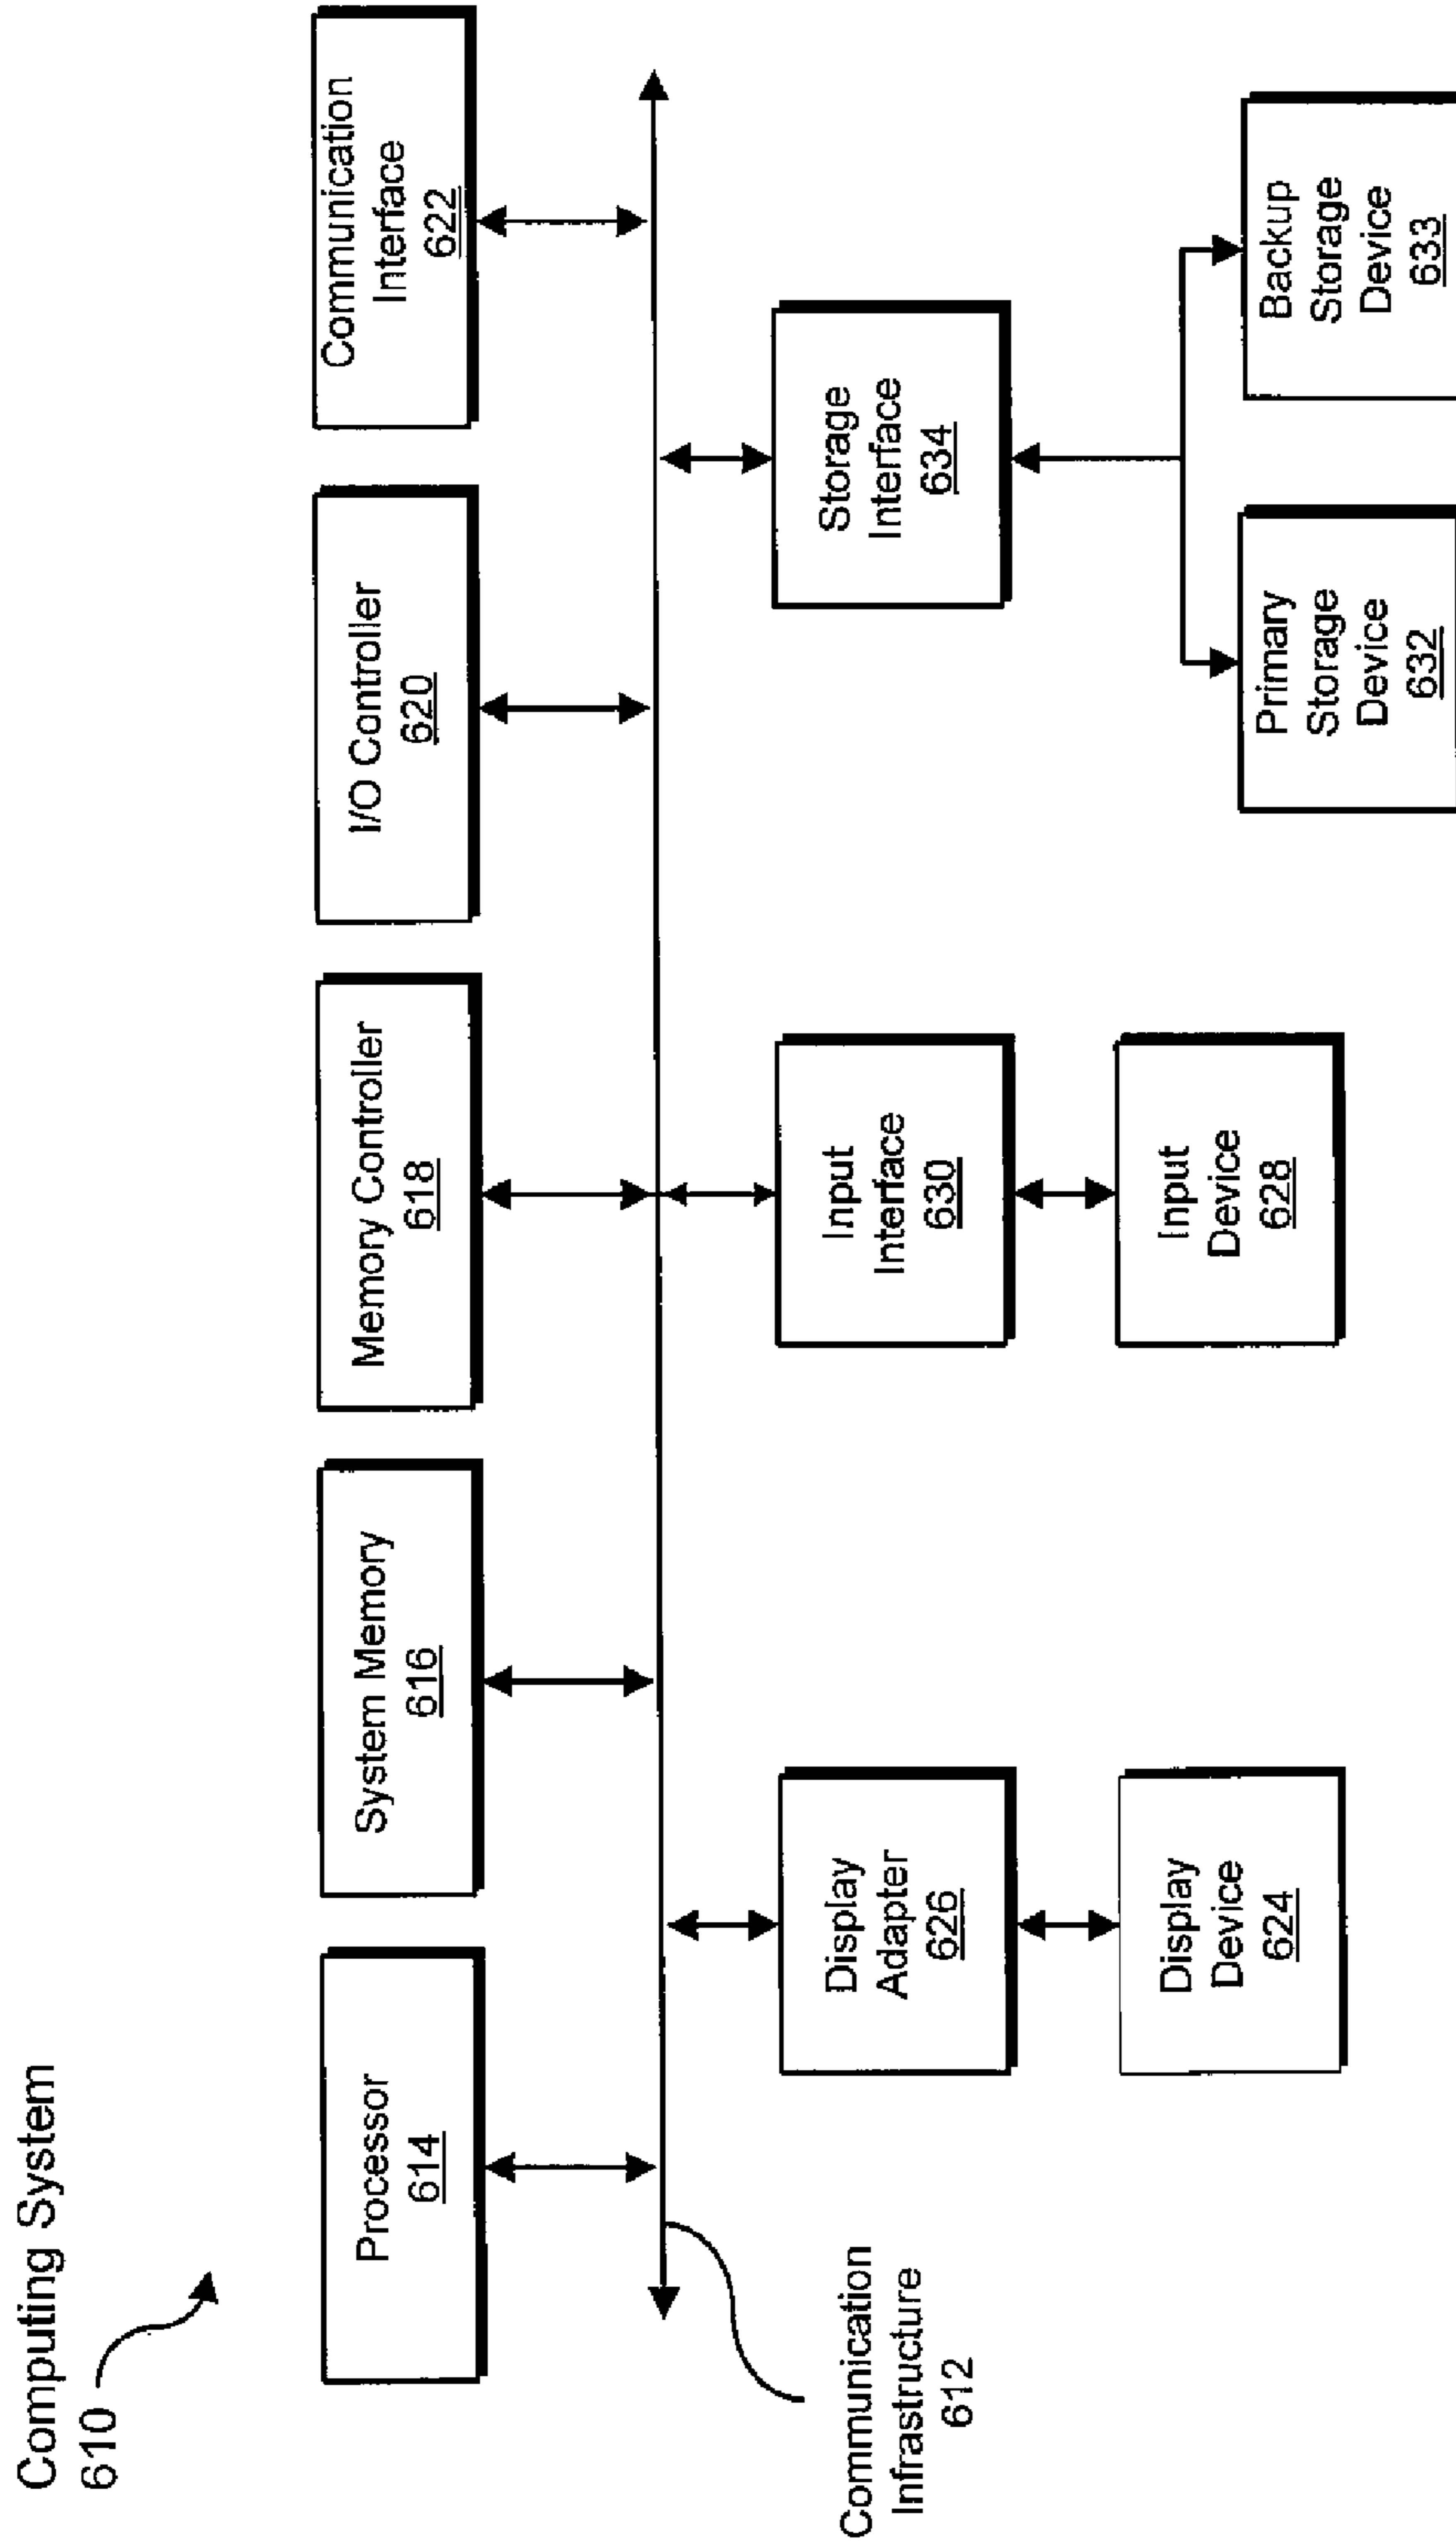 Computing System
610
Processor
614
System Memory
616
Memory Controller
618
I/O Controller
620
Communication
Interface
622
Communication
Infrastructure
612
Display
Adapter
626
Input
Interface
630
Storage
Interface
634
Display
Device
624
Input
Device
628
Primary
Storage
Device
632
Backup
Storage
Device
633